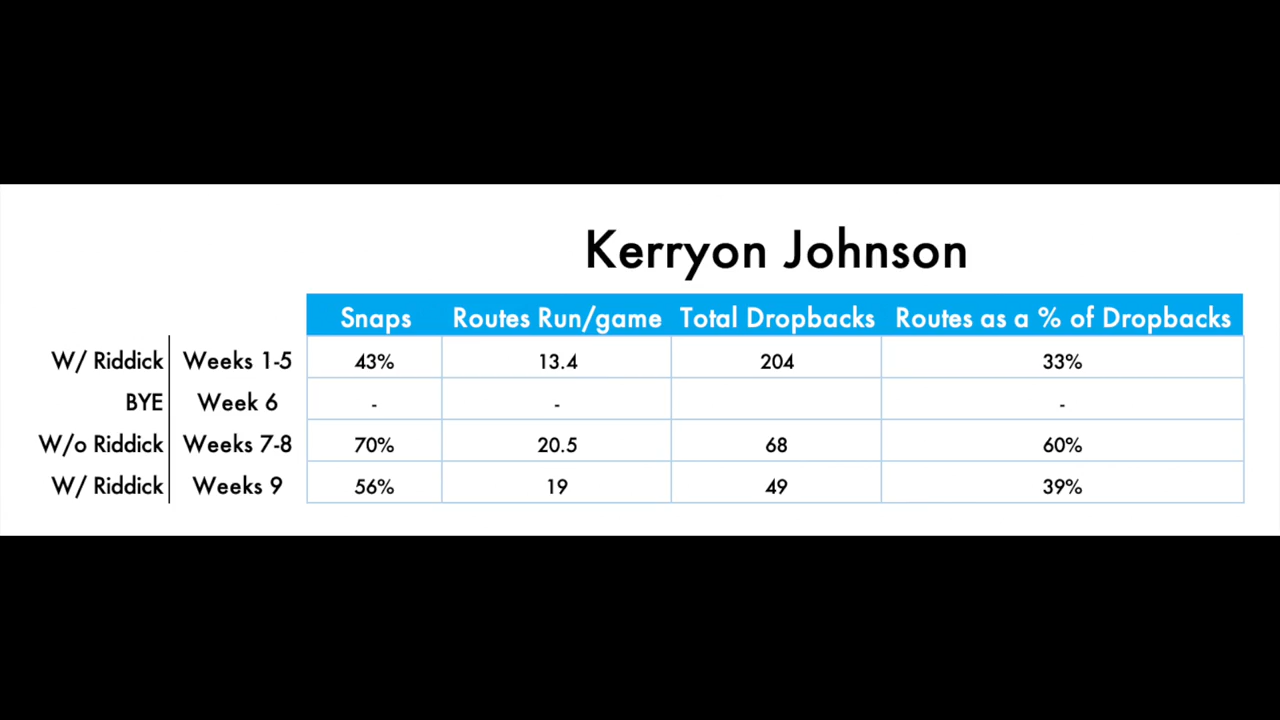 Kerryon Johnson
Snaps Routes Run/game Total Dropbacks Routes as a % of Dropbacks
W/ Riddick Weeks 1-5 43% 13.4 204 33%
BYE Week 6 - - -
W/o Riddick Weeks 7-8 70% 20.5 68 60%
W/ Riddick Weeks 9 56% 19 49 39%